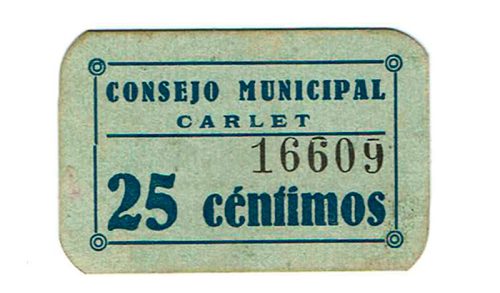 CONSEJO MUNICIPAL
CARLET
16609
25 céntimos